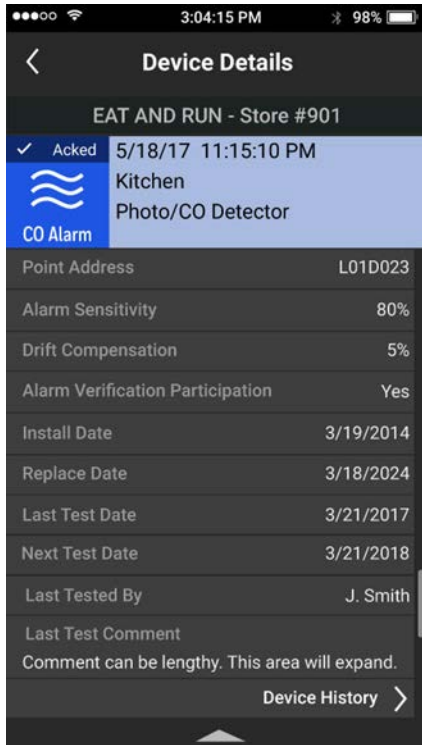 3:04:15 PM 98%
Device Details
EAT AND RUN - Store #901
Acked 5/18/17 11:15:10 PM
Kitchen
Photo/CO Detector
CO Alarm
Point Address L01D023
Alarm Sensitivity 80%
Drift Compensation 5%
Alarm Verification Participation Yes
Install Date 3/19/2014
Replace Date 3/18/2024
Last Test Date 3/21/2017
Next Test Date 3/21/2018
Last Tested By J. Smith
Last Test Comment
Comment can be lengthy. This area will expand.
Device History